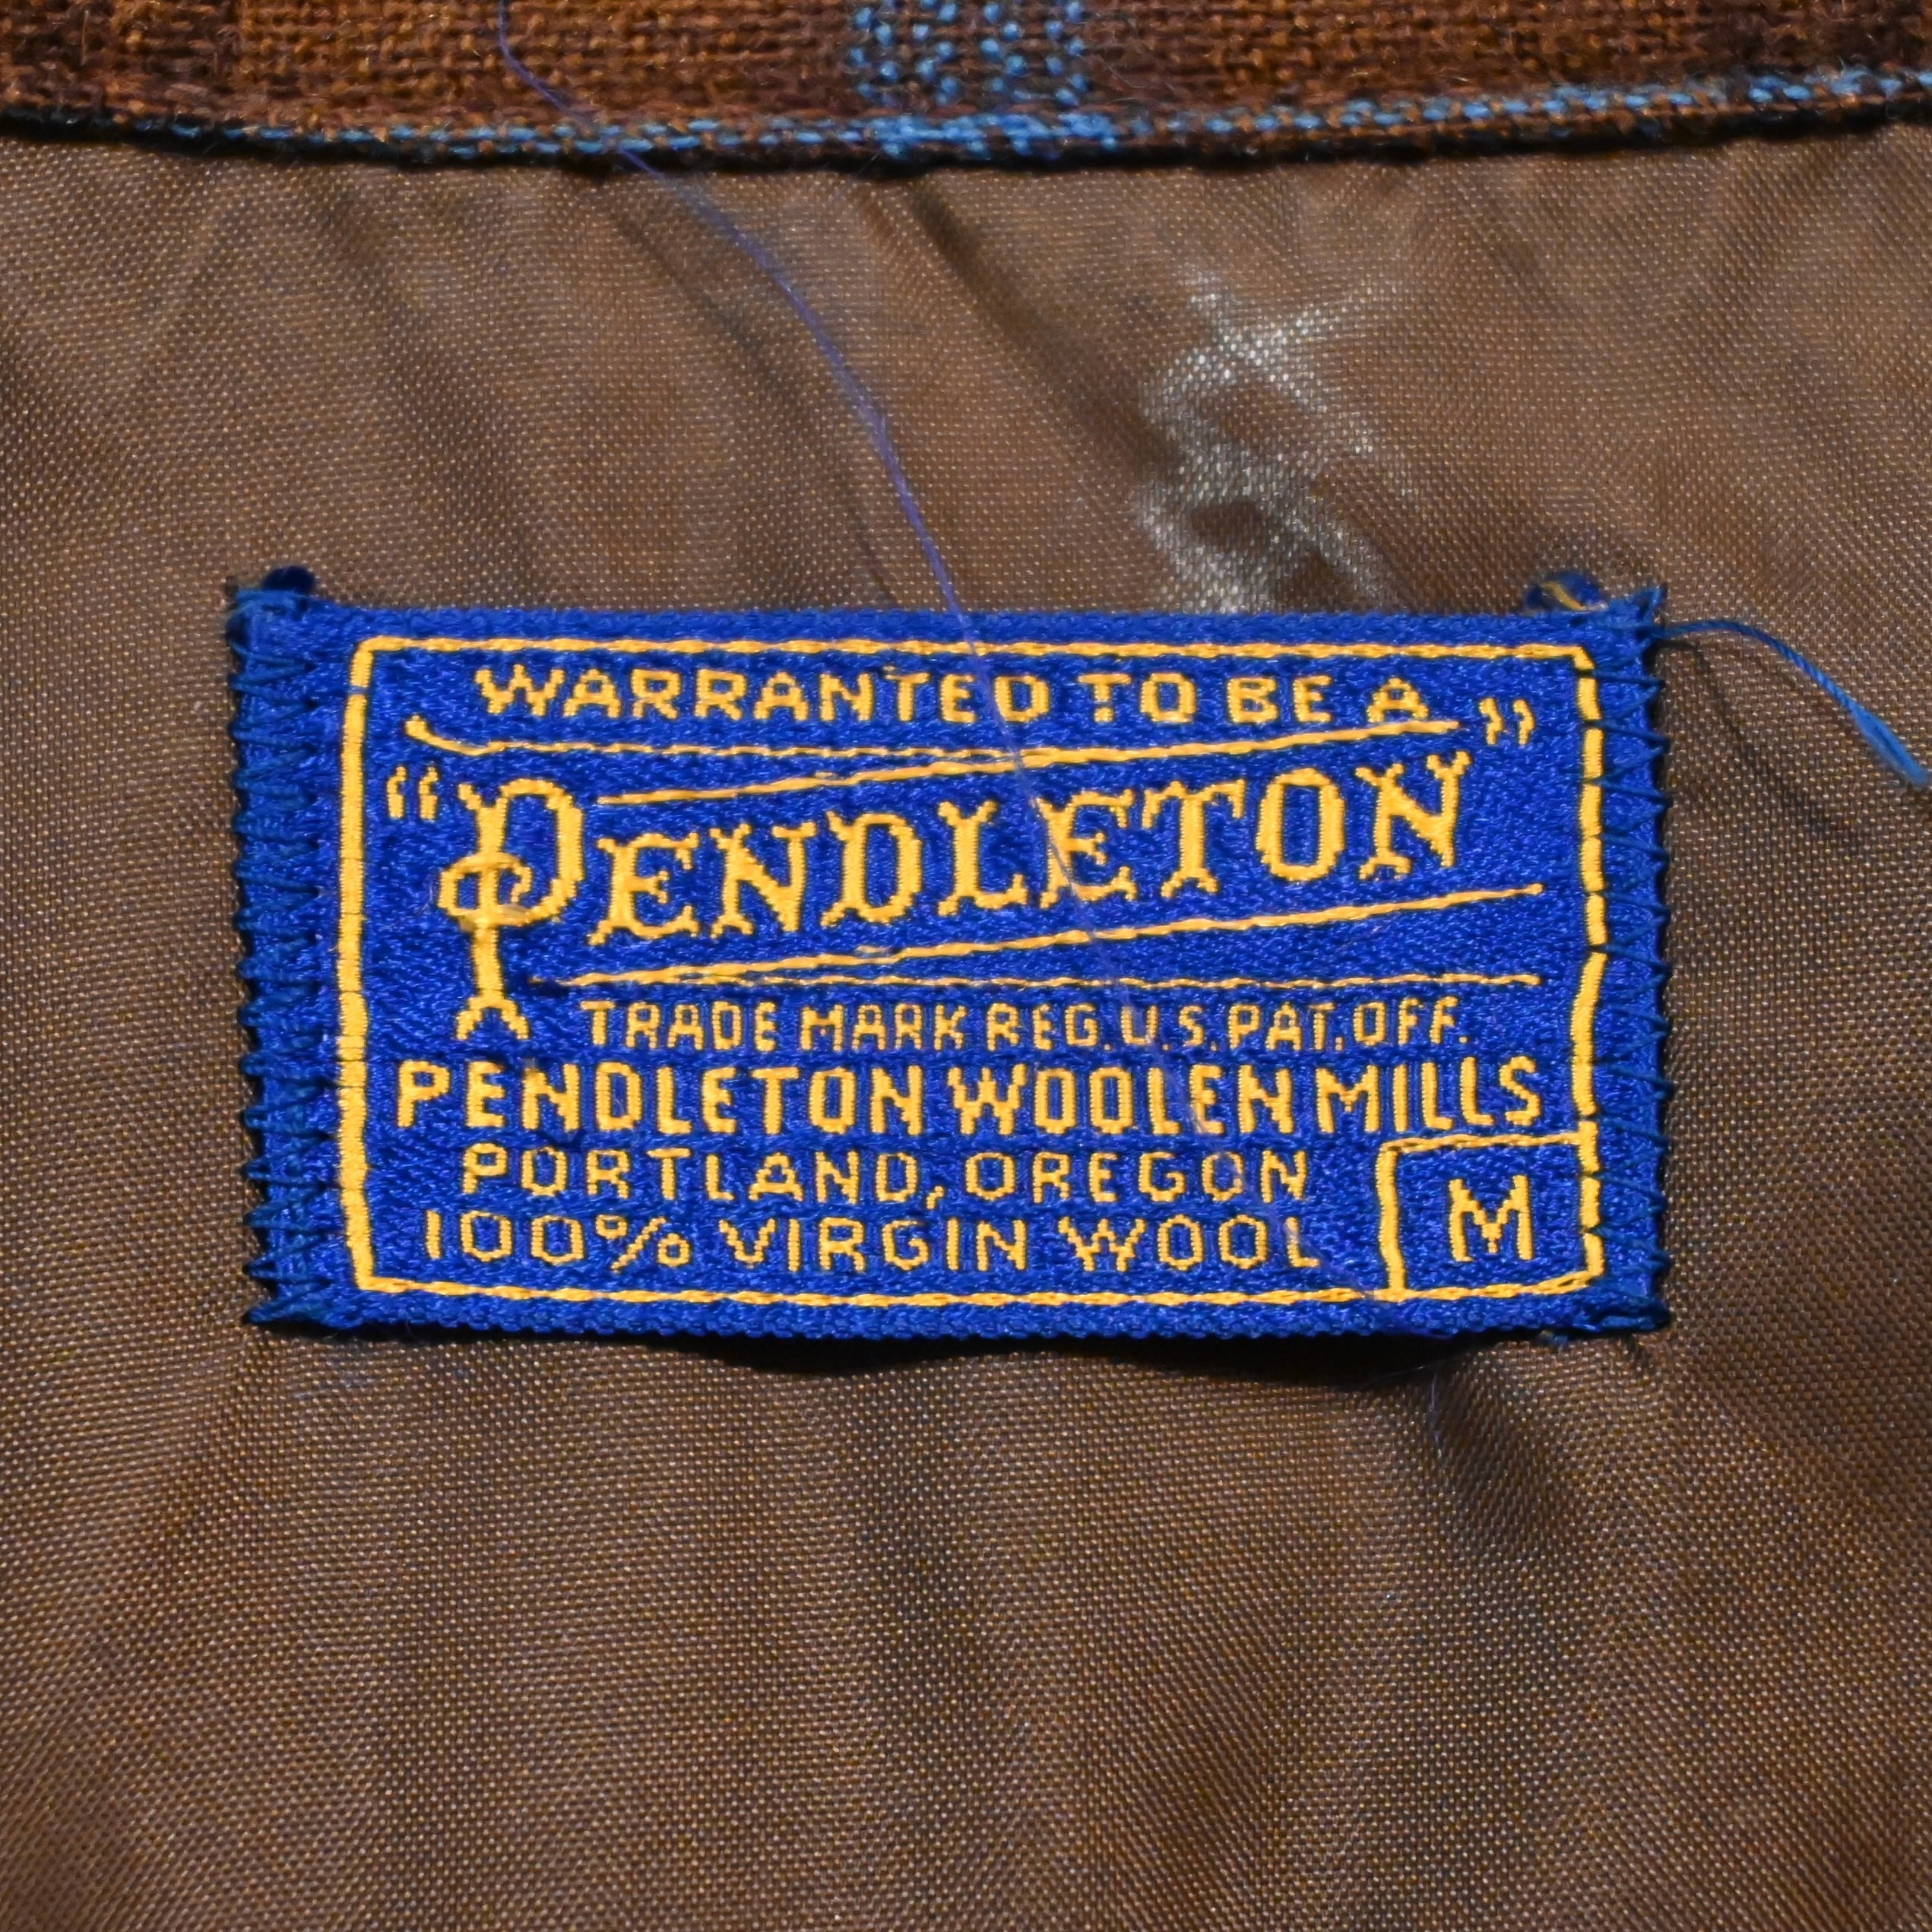 WARRANTED TO BE A
“PENDLETON”
TRADE MARK REG. U.S. PAT. OFF.
PENDLETON WOOLEN MILLS
PORTLAND, OREGON
100% VIRGIN WOOL
M